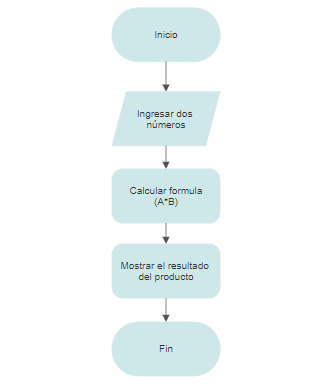 Inicio
Ingresar dos
números
Calcular formula
(A*B)
Mostrar el resultado
del producto
Fin